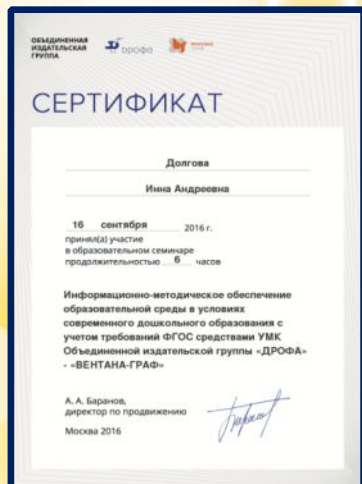 ОБЪЕДИНЕННАЯ
ИЗДАТЕЛЬСКАЯ
ГРУППА
дрофа
СЕРТИФИКАТ
Долгова
Инна Андреевна
16 сентября 2016 г.
принял(а) участие
в образовательном семинаре
продолжительностью 6 часов
Информационно-методическое обеспечение
образовательной среды в условиях
современного дошкольного образования с
учетом требований ФГОС средствами УМК
Объединенной издательской группы «ДРОФА»
- «ВЕНТАНА-ГРАФ»
А. А. Баранов,
директор по продвижению
Москва 2016